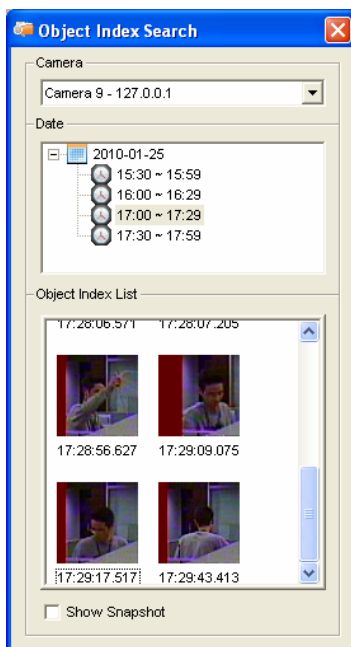 Object Index Search
Camera
Camera 9 - 127.0.0.1
Date
2010-01-25
15:30 ~ 15:59
16:00 ~ 16:29
17:00 ~ 17:29
17:30 ~ 17:59
Object Index List
17:28:06.571 17:28:07.205
17:28:56.627 17:29:09.075
17:29:17.517 17:29:43.413
Show Snapshot